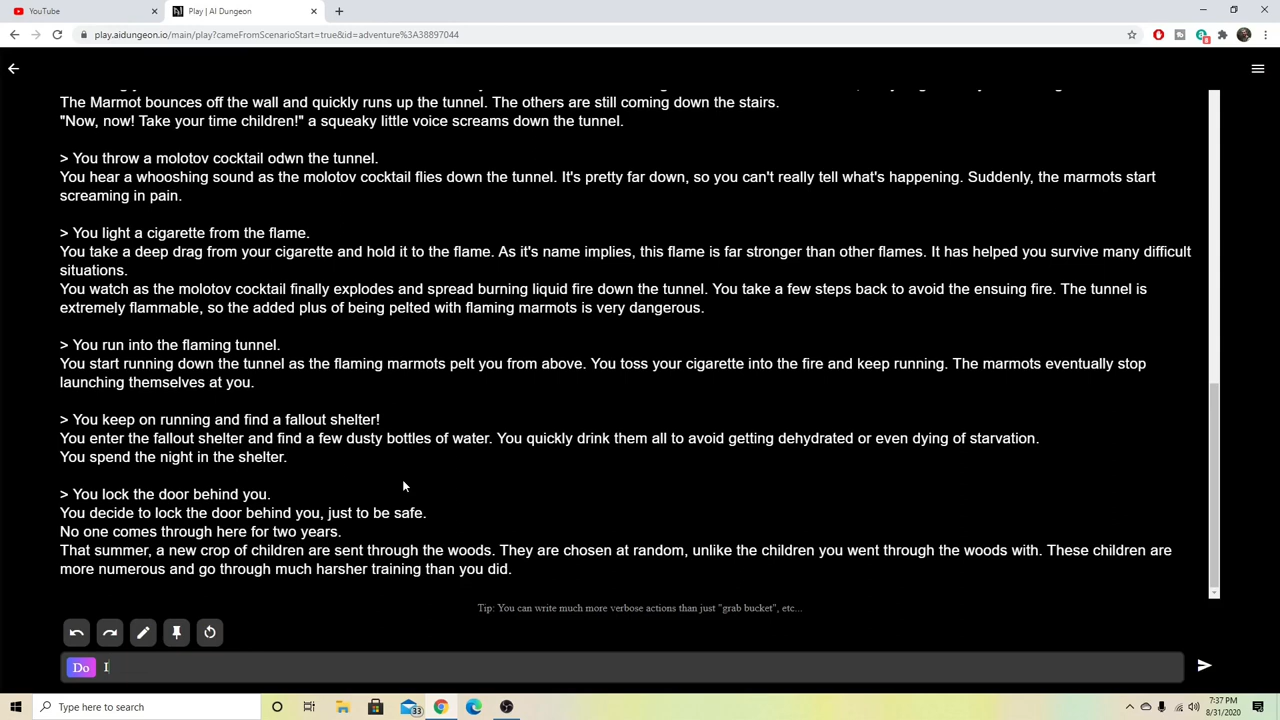 YouTube
Play | AI Dungeon
play.aidungeon.io/main/play?cameFromScenarioStart=true&id=adventure%3A38897044
The Marmot bounces off the wall and quickly runs up the tunnel. The others are still coming down the stairs.
"Now, now! Take your time children!" a squeaky little voice screams down the tunnel.
> You throw a molotov cocktail odwn the tunnel.
You hear a whooshing sound as the molotov cocktail flies down the tunnel. It's pretty far down, so you can't really tell what's happening. Suddenly, the marmots start
screaming in pain.
> You light a cigarette from the flame.
You take a deep drag from your cigarette and hold it to the flame. As it's name implies, this flame is far stronger than other flames. It has helped you survive many difficult
situations.
You watch as the molotov cocktail finally explodes and spread burning liquid fire down the tunnel. You take a few steps back to avoid the ensuing fire. The tunnel is
extremely flammable, so the added plus of being pelted with flaming marmots is very dangerous.
> You run into the flaming tunnel.
You start running down the tunnel as the flaming marmots pelt you from above. You toss your cigarette into the fire and keep running. The marmots eventually stop
launching themselves at you.
> You keep on running and find a fallout shelter!
You enter the fallout shelter and find a few dusty bottles of water. You quickly drink them all to avoid getting dehydrated or even dying of starvation.
You spend the night in the shelter.
> You lock the door behind you.
You decide to lock the door behind you, just to be safe.
No one comes through here for two years.
That summer, a new crop of children are sent through the woods. They are chosen at random, unlike the children you went through the woods with. These children are
more numerous and go through much harsher training than you did.
Tip: You can write much more verbose actions than just "grab bucket", etc...
Do I
Type here to search
33
7:37 PM
8/31/2020